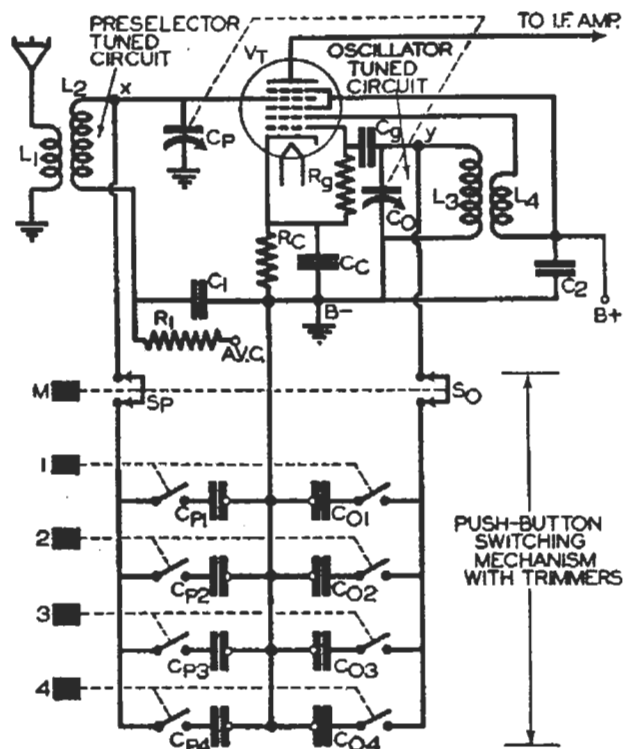 TO I.F. AMP.
PRESELECTOR
TUNED
CIRCUIT
VT
OSCILLATOR
TUNED
CIRCUIT
L2
x
CP
Cg
y
L1
Rg
L3
L4
CO
RC
CC
C1
C2
B-
B+
R1
A.V.C.
M
SP
SO
1
CP1
CO1
2
CP2
CO2
3
CP3
CO3
4
CP4
CO4
PUSH-BUTTON
SWITCHING
MECHANISM
WITH TRIMMERS